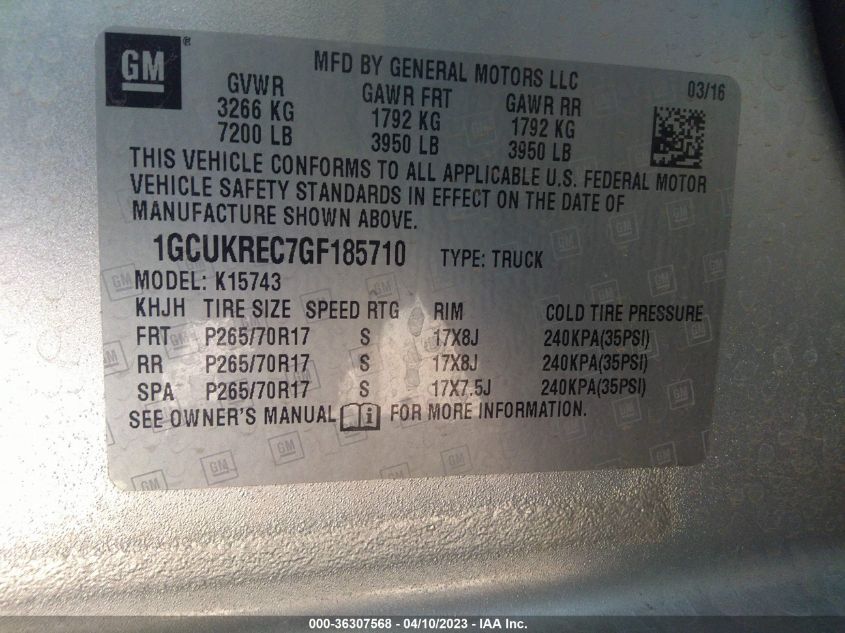 GM®
MFD BY GENERAL MOTORS LLC
03/16
GVWR GAWR FRT GAWR RR
3266 KG 1792 KG 1792 KG
7200 LB 3950 LB 3950 LB
THIS VEHICLE CONFORMS TO ALL APPLICABLE U.S. FEDERAL MOTOR
VEHICLE SAFETY STANDARDS IN EFFECT ON THE DATE OF
MANUFACTURE SHOWN ABOVE.
1GCUKREC7GF185710 TYPE: TRUCK
MODEL: K15743
KHJH TIRE SIZE SPEED RTG RIM COLD TIRE PRESSURE
FRT P265/70R17 S 17X8J 240KPA(35PSI)
RR P265/70R17 S 17X8J 240KPA(35PSI)
SPA P265/70R17 S 17X7.5J 240KPA(35PSI)
SEE OWNER'S MANUAL i FOR MORE INFORMATION.
000-36307568 - 04/10/2023 - IAA Inc.